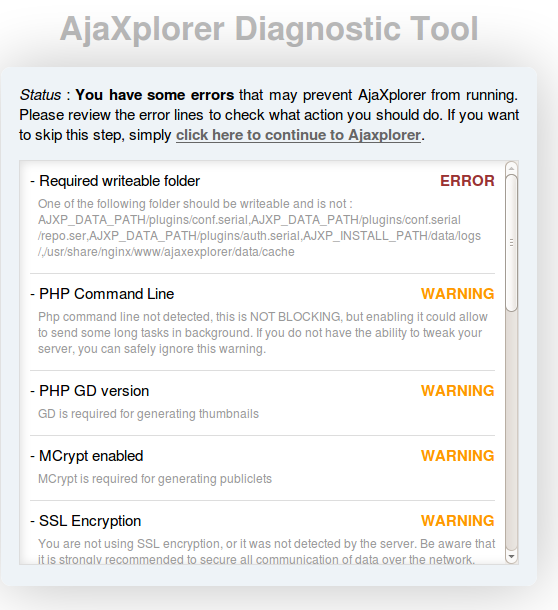 AjaXplorer Diagnostic Tool
Status : You have some errors that may prevent AjaXplorer from running.
Please review the error lines to check what action you should do. If you want
to skip this step, simply click here to continue to Ajaxplorer.
- Required writeable folder ERROR
One of the following folder should be writeable and is not :
AJXP_DATA_PATH/plugins/conf.serial,AJXP_DATA_PATH/plugins/conf.serial
/repo.ser,AJXP_DATA_PATH/plugins/auth.serial,AJXP_INSTALL_PATH/data/logs
/,/usr/share/nginx/www/ajaxexplorer/data/cache
- PHP Command Line WARNING
Php command line not detected, this is NOT BLOCKING, but enabling it could allow
to send some long tasks in background. If you do not have the ability to tweak your
server, you can safely ignore this warning.
- PHP GD version WARNING
GD is required for generating thumbnails
- MCrypt enabled WARNING
MCrypt is required for generating publiclets
- SSL Encryption WARNING
You are not using SSL encryption, or it was not detected by the server. Be aware that
it is strongly recommended to secure all communication of data over the network.